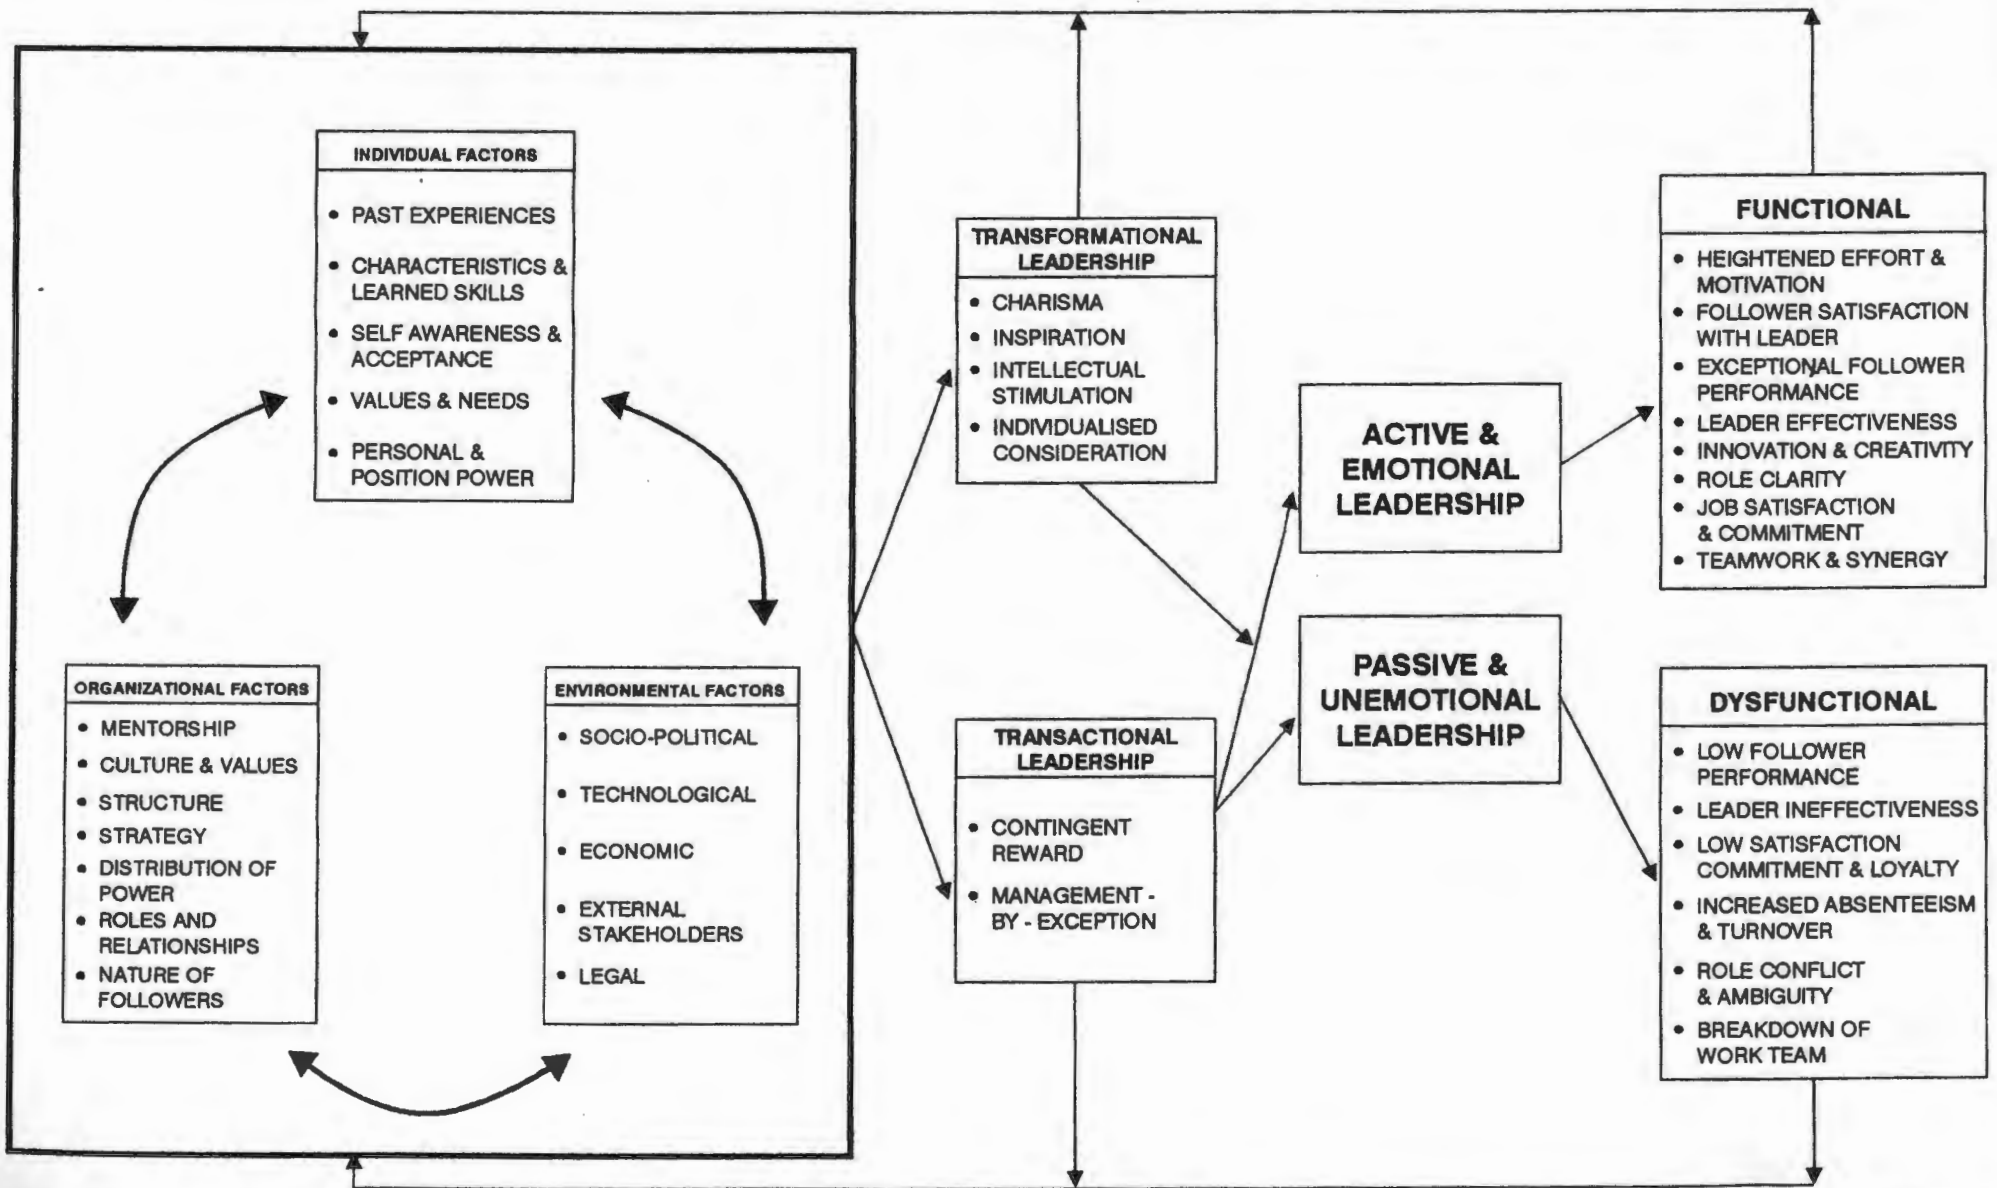 INDIVIDUAL FACTORS
• PAST EXPERIENCES
• CHARACTERISTICS &
LEARNED SKILLS
• SELF AWARENESS &
ACCEPTANCE
• VALUES & NEEDS
• PERSONAL &
POSITION POWER
ORGANIZATIONAL FACTORS
• MENTORSHIP
• CULTURE & VALUES
• STRUCTURE
• STRATEGY
• DISTRIBUTION OF
POWER
• ROLES AND
RELATIONSHIPS
• NATURE OF
FOLLOWERS
ENVIRONMENTAL FACTORS
• SOCIO-POLITICAL
• TECHNOLOGICAL
• ECONOMIC
• EXTERNAL
STAKEHOLDERS
• LEGAL
TRANSFORMATIONAL
LEADERSHIP
• CHARISMA
• INSPIRATION
• INTELLECTUAL
STIMULATION
• INDIVIDUALISED
CONSIDERATION
TRANSACTIONAL
LEADERSHIP
• CONTINGENT
REWARD
• MANAGEMENT -
BY - EXCEPTION
ACTIVE &
EMOTIONAL
LEADERSHIP
PASSIVE &
UNEMOTIONAL
LEADERSHIP
FUNCTIONAL
• HEIGHTENED EFFORT &
MOTIVATION
• FOLLOWER SATISFACTION
WITH LEADER
• EXCEPTIONAL FOLLOWER
PERFORMANCE
• LEADER EFFECTIVENESS
• INNOVATION & CREATIVITY
• ROLE CLARITY
• JOB SATISFACTION
& COMMITMENT
• TEAMWORK & SYNERGY
DYSFUNCTIONAL
• LOW FOLLOWER
PERFORMANCE
• LEADER INEFFECTIVENESS
• LOW SATISFACTION
COMMITMENT & LOYALTY
• INCREASED ABSENTEEISM
& TURNOVER
• ROLE CONFLICT
& AMBIGUITY
• BREAKDOWN OF
WORK TEAM